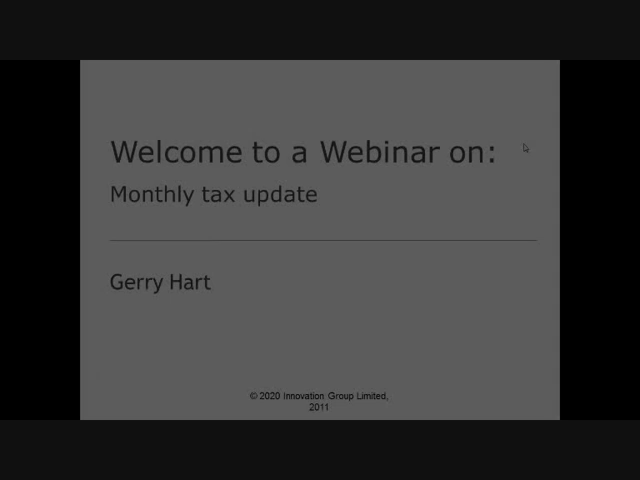 Welcome to a Webinar on:
Monthly tax update
Gerry Hart
© 2020 Innovation Group Limited,
2011